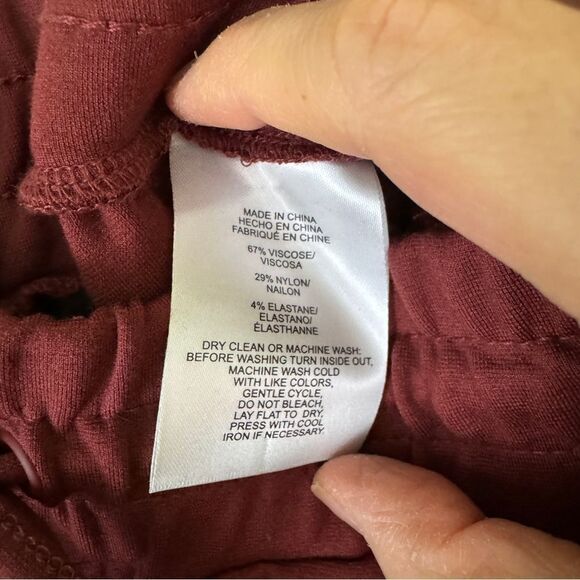 MADE IN CHINA
HECHO EN CHINA
FABRIQUÉ EN CHINE
67% VISCOSE/
VISCOSA
29% NYLON/
NAILON
4% ELASTANE/
ELASTANO/
ÉLASTHANNE
DRY CLEAN OR MACHINE WASH:
BEFORE WASHING TURN INSIDE OUT,
MACHINE WASH COLD
WITH LIKE COLORS,
GENTLE CYCLE,
DO NOT BLEACH,
LAY FLAT TO DRY,
PRESS WITH COOL
IRON IF NECESSARY.